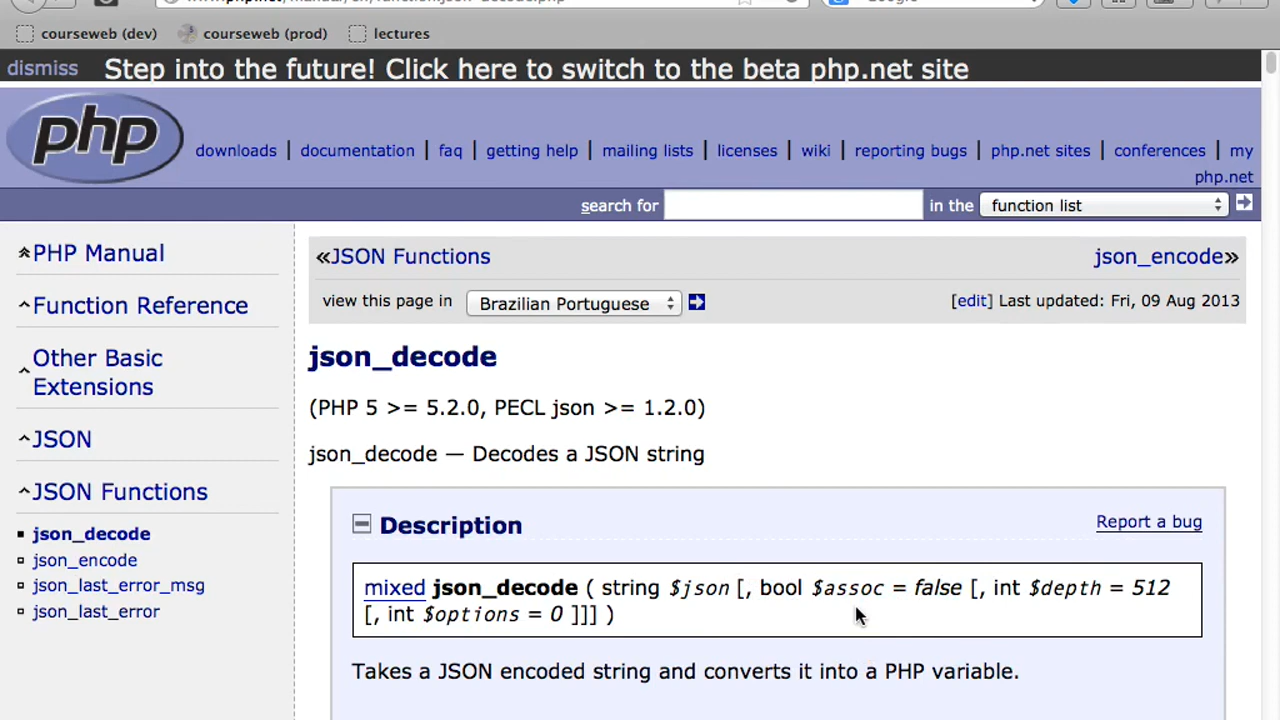 courseweb (dev) courseweb (prod) lectures
dismiss Step into the future! Click here to switch to the beta php.net site
php
downloads | documentation | faq | getting help | mailing lists | licenses | wiki | reporting bugs | php.net sites | conferences | my
php.net
search for in the function list
PHP Manual
Function Reference
Other Basic
Extensions
JSON
JSON Functions
json_decode
json_encode
json_last_error_msg
json_last_error
«JSON Functions json_encode»
view this page in Brazilian Portuguese [edit] Last updated: Fri, 09 Aug 2013
json_decode
(PHP 5 >= 5.2.0, PECL json >= 1.2.0)
json_decode — Decodes a JSON string
Description Report a bug
mixed json_decode ( string $json [, bool $assoc = false [, int $depth = 512
[, int $options = 0 ]]] )
Takes a JSON encoded string and converts it into a PHP variable.